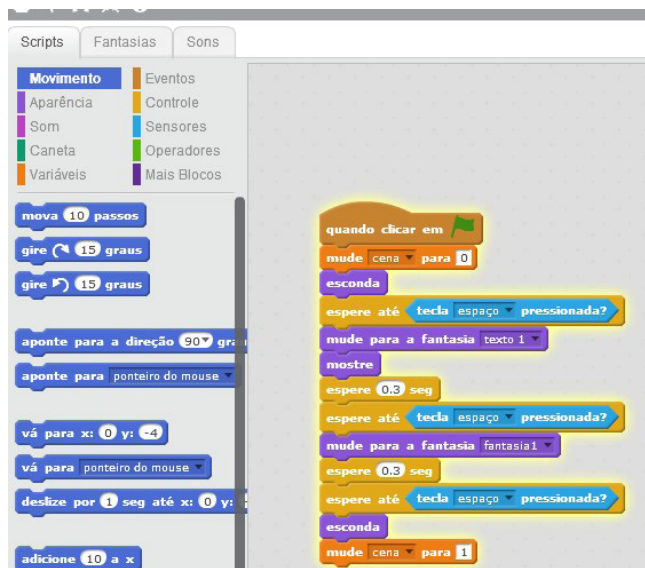 Scripts Fantasias Sons
Movimento Eventos
Aparência Controle
Som Sensores
Caneta Operadores
Variáveis Mais Blocos
mova 10 passos
gire 15 graus
gire 15 graus
aponte para a direção 90
aponte para ponteiro do mouse
vá para x: 0 y: -4
vá para ponteiro do mouse
deslize por 1 seg até x: 0 y:
adicione 10 a x
quando clicar em
mude cena para 0
esconda
espere até tecla espaço pressionada?
mude para a fantasia texto 1
mostre
espere 0.3 seg
espere até tecla espaço pressionada?
mude para a fantasia fantasia1
espere 0.3 seg
espere até tecla espaço pressionada?
esconda
mude cena para 1